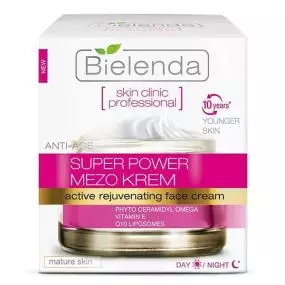 NEW
Bielenda
[ skin clinic
professional ]
10 years*
YOUNGER
SKIN
ANTI-AGE
SUPER POWER
MEZO KREM
active rejuvenating face cream
PHYTO CERAMIDYL OMEGA
VITAMIN E
Q10 LIPOSOMES
mature skin
DAY / NIGHT